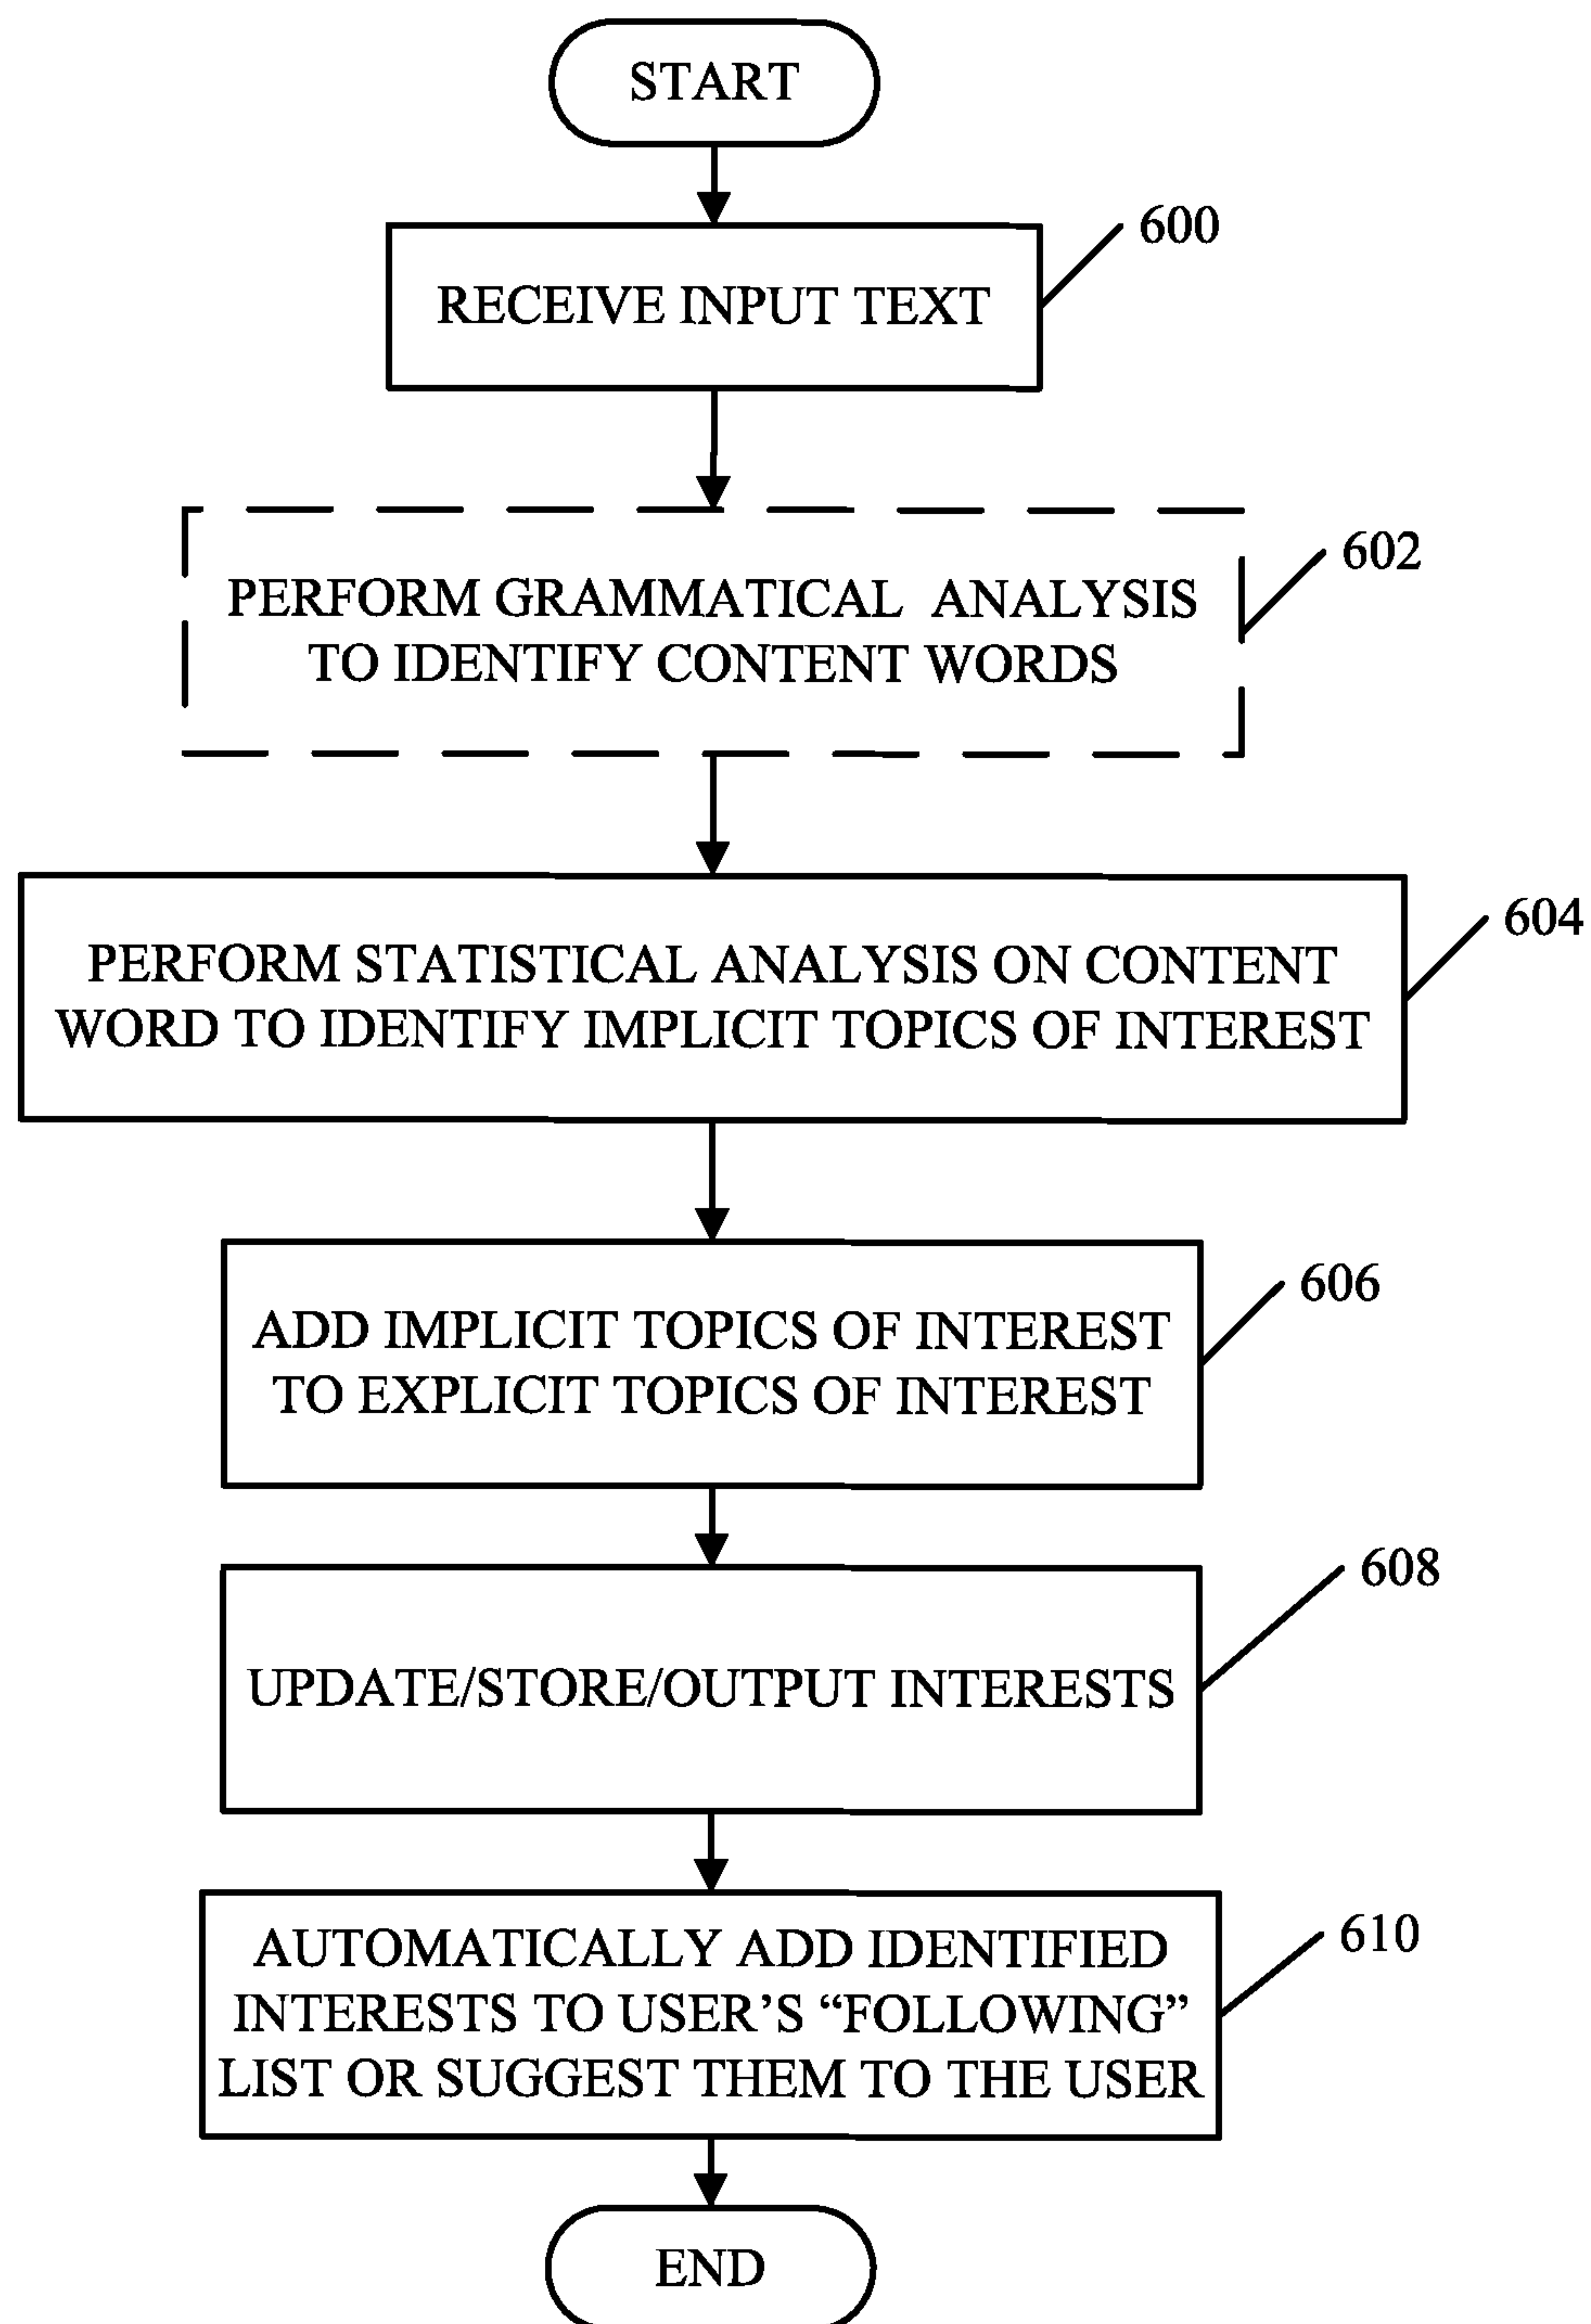 START
600
RECEIVE INPUT TEXT
602
PERFORM GRAMMATICAL ANALYSIS
TO IDENTIFY CONTENT WORDS
604
PERFORM STATISTICAL ANALYSIS ON CONTENT
WORD TO IDENTIFY IMPLICIT TOPICS OF INTEREST
606
ADD IMPLICIT TOPICS OF INTEREST
TO EXPLICIT TOPICS OF INTEREST
608
UPDATE/STORE/OUTPUT INTERESTS
610
AUTOMATICALLY ADD IDENTIFIED
INTERESTS TO USER’S “FOLLOWING”
LIST OR SUGGEST THEM TO THE USER
END